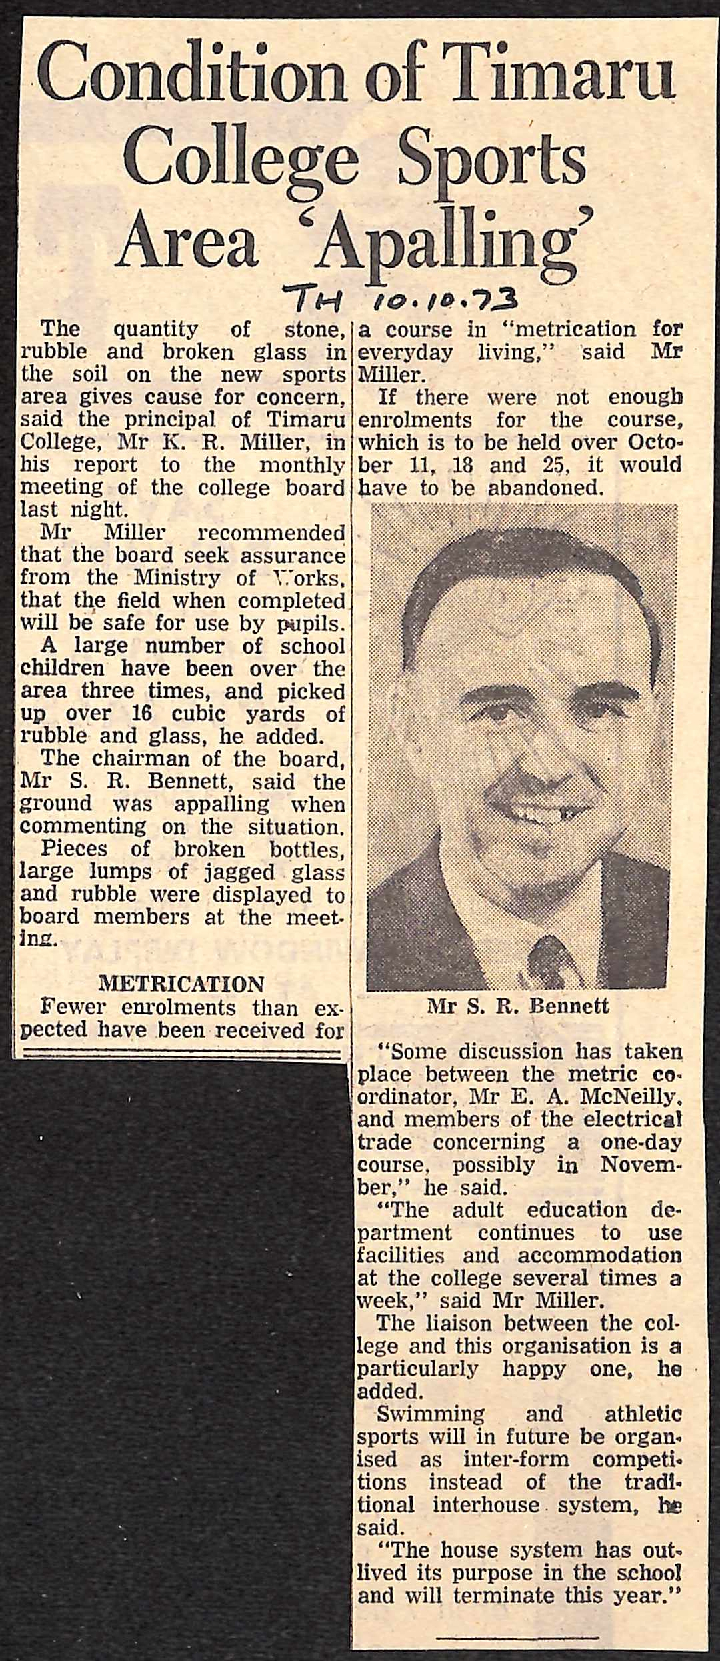 Condition of Timaru
College Sports
Area ‘Apalling’
TH 10.10.73
The quantity of stone,
rubble and broken glass in
the soil on the new sports
area gives cause for concern,
said the principal of Timaru
College, Mr K. R. Miller, in
his report to the monthly
meeting of the college board
last night.
Mr Miller recommended
that the board seek assurance
from the Ministry of Works,
that the field when completed
will be safe for use by pupils.
A large number of school
children have been over the
area three times, and picked
up over 16 cubic yards of
rubble and glass, he added.
The chairman of the board,
Mr S. R. Bennett, said the
ground was appalling when
commenting on the situation.
Pieces of broken bottles,
large lumps of jagged glass
and rubble were displayed to
board members at the meet-
ing.
METRICATION
Fewer enrolments than ex-
pected have been received for
a course in “metrication for
everyday living,” said Mr
Miller.
If there were not enough
enrolments for the course,
which is to be held over Octo-
ber 11, 18 and 25, it would
have to be abandoned.
Mr S. R. Bennett
“Some discussion has taken
place between the metric co-
ordinator, Mr E. A. McNeilly,
and members of the electrical
trade concerning a one-day
course, possibly in Novem-
ber,” he said.
“The adult education de-
partment continues to use
facilities and accommodation
at the college several times a
week,” said Mr Miller.
The liaison between the col-
lege and this organisation is a
particularly happy one, he
added.
Swimming and athletic
sports will in future be organ-
ised as inter-form competi-
tions instead of the tradi-
tional interhouse system, he
said.
“The house system has out-
lived its purpose in the school
and will terminate this year.”